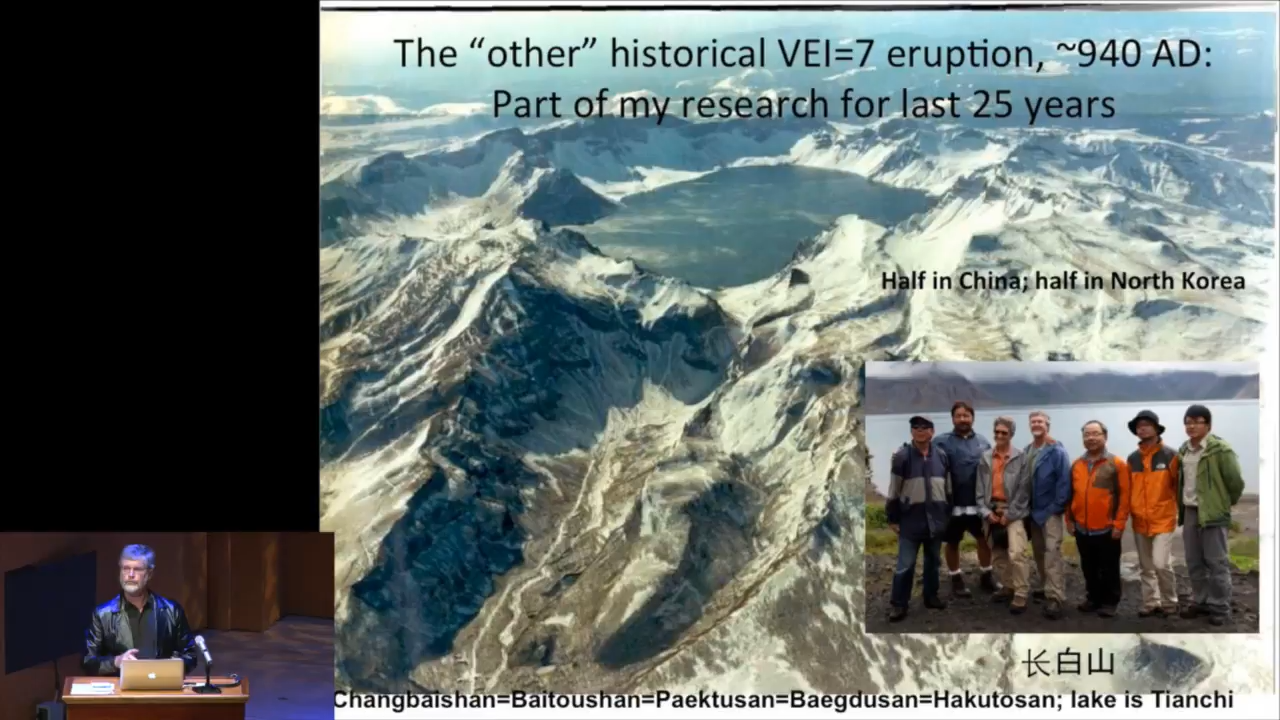 The “other” historical VEI=7 eruption, ~940 AD:
Part of my research for last 25 years
Half in China; half in North Korea
长白山
Changbaishan=Baitoushan=Paektusan=Baegdusan=Hakutosan; lake is Tianchi